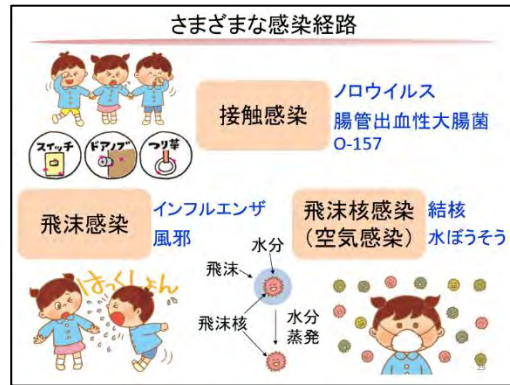 さまざまな感染経路
接触感染
ノロウイルス
腸管出血性大腸菌
O-157
スイッチ
ドアノブ
つり革
飛沫感染
インフルエンザ
風邪
はっくしょん
水分
飛沫
飛沫核
水分
蒸発
飛沫核感染
（空気感染）
結核
水ぼうそう